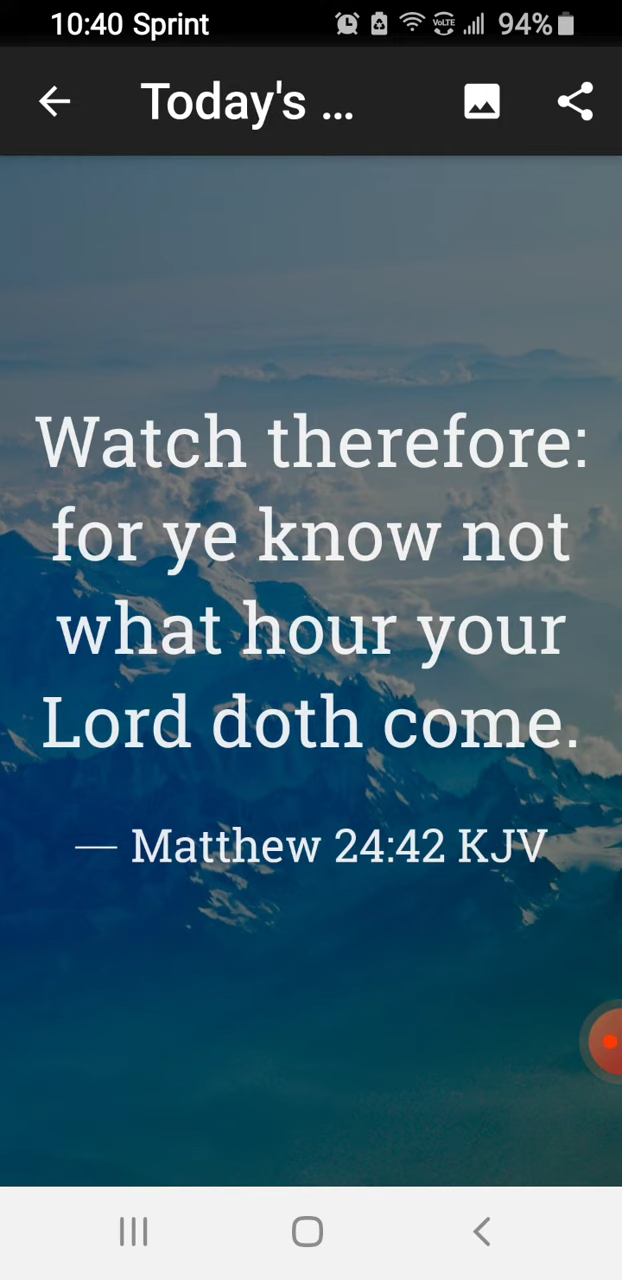 10:40 Sprint VoLTE 94%
Today's ...
Watch therefore:
for ye know not
what hour your
Lord doth come.
— Matthew 24:42 KJV